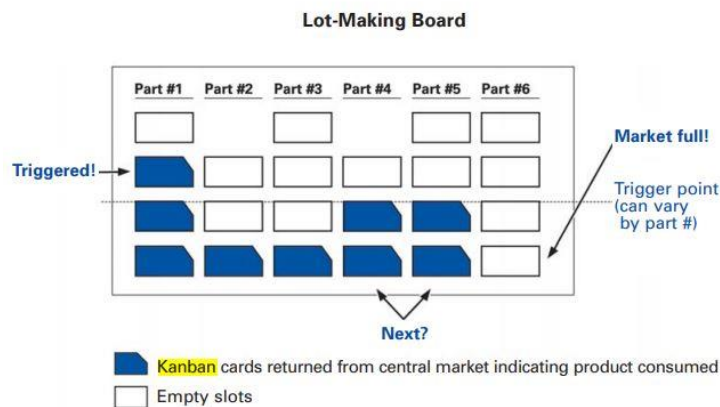 Lot-Making Board
Part #1 Part #2 Part #3 Part #4 Part #5 Part #6
Market full!
Triggered!
Trigger point
(can vary
by part #)
Next?
Kanban cards returned from central market indicating product consumed
Empty slots